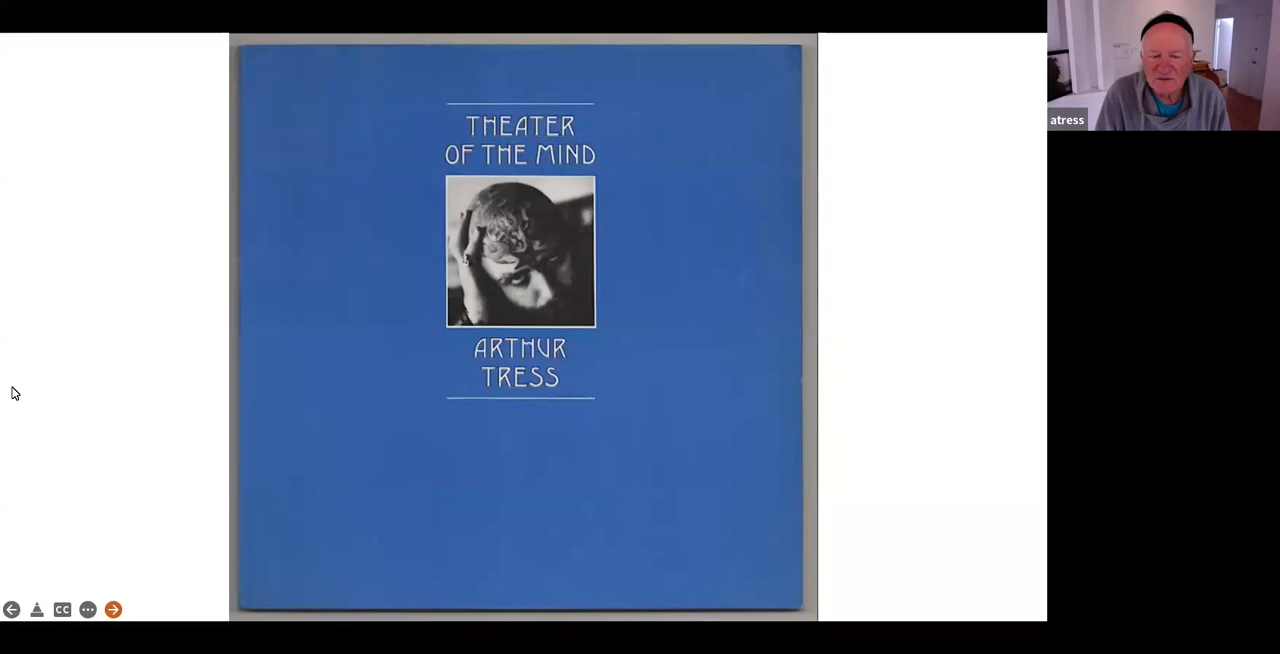 THEATER
OF THE MIND
ARTHUR
TRESS
atress
CC